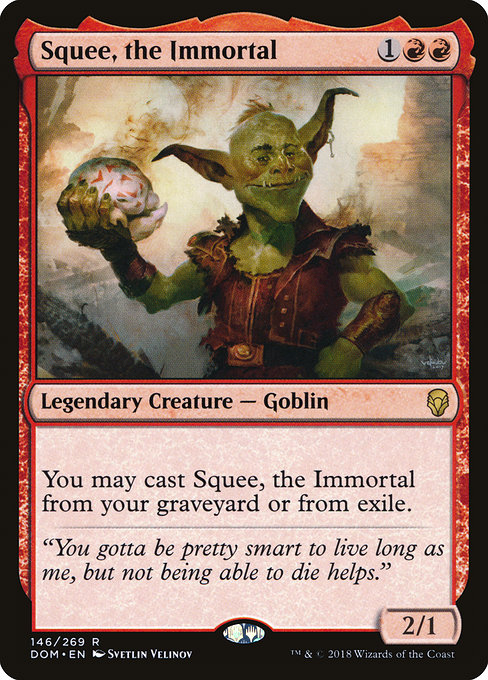 Squee, the Immortal 1
Legendary Creature — Goblin
You may cast Squee, the Immortal
from your graveyard or from exile.
“You gotta be pretty smart to live long as
me, but not being able to die helps.”
2/1
146/269 R
DOM • EN Svetlin Velinov
™ & © 2018 Wizards of the Coast